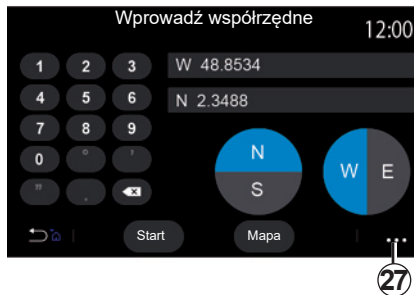 Wprowadź współrzędne
12:00
1 2 3 W 48.8534
4 5 6 N 2.3488
7 8 9
0 ° ' N W E
" . S
Start Mapa ...
27